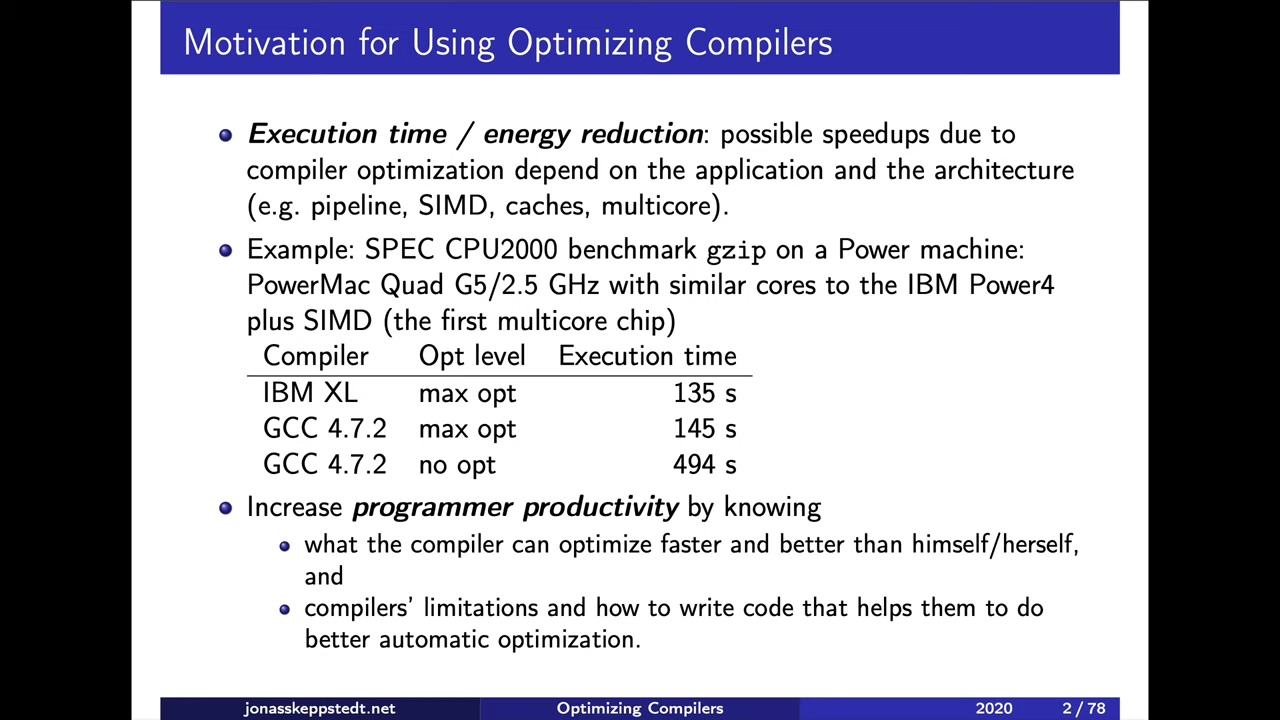 Motivation for Using Optimizing Compilers
Execution time / energy reduction: possible speedups due to
compiler optimization depend on the application and the architecture
(e.g. pipeline, SIMD, caches, multicore).
Example: SPEC CPU2000 benchmark gzip on a Power machine:
PowerMac Quad G5/2.5 GHz with similar cores to the IBM Power4
plus SIMD (the first multicore chip)
Compiler Opt level Execution time
IBM XL max opt 135 s
GCC 4.7.2 max opt 145 s
GCC 4.7.2 no opt 494 s
Increase programmer productivity by knowing
what the compiler can optimize faster and better than himself/herself,
and
compilers' limitations and how to write code that helps them to do
better automatic optimization.
jonasskeppstedt.net Optimizing Compilers 2020 2 / 78